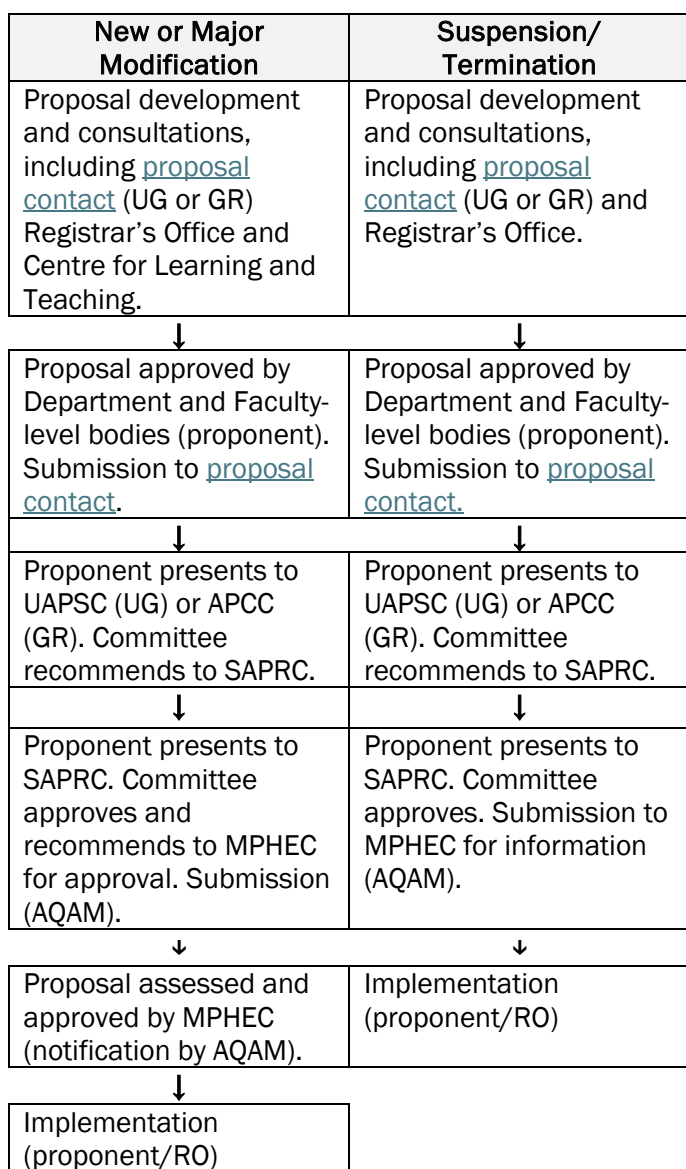 New or Major
Modification
Suspension/
Termination
Proposal development
and consultations,
including proposal
contact (UG or GR)
Registrar's Office and
Centre for Learning and
Teaching.
Proposal development
and consultations,
including proposal
contact (UG or GR) and
Registrar's Office.
↓
↓
Proposal approved by
Department and Faculty-
level bodies (proponent).
Submission to proposal
contact.
Proposal approved by
Department and Faculty-
level bodies (proponent).
Submission to proposal
contact.
↓
↓
Proponent presents to
UAPSC (UG) or APCC
(GR). Committee
recommends to SAPRC.
Proponent presents to
UAPSC (UG) or APCC
(GR). Committee
recommends to SAPRC.
↓
↓
Proponent presents to
SAPRC. Committee
approves and
recommends to MPHEC
for approval. Submission
(AQAM).
Proponent presents to
SAPRC. Committee
approves. Submission to
MPHEC for information
(AQAM).
↓
↓
Proposal assessed and
approved by MPHEC
(notification by AQAM).
Implementation
(proponent/RO)
↓
Implementation
(proponent/RO)